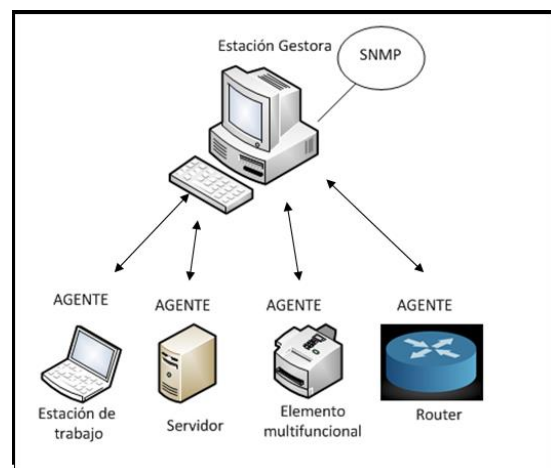 Estación Gestora
SNMP
AGENTE
AGENTE
AGENTE
AGENTE
Estación de
trabajo
Servidor
Elemento
multifuncional
Router